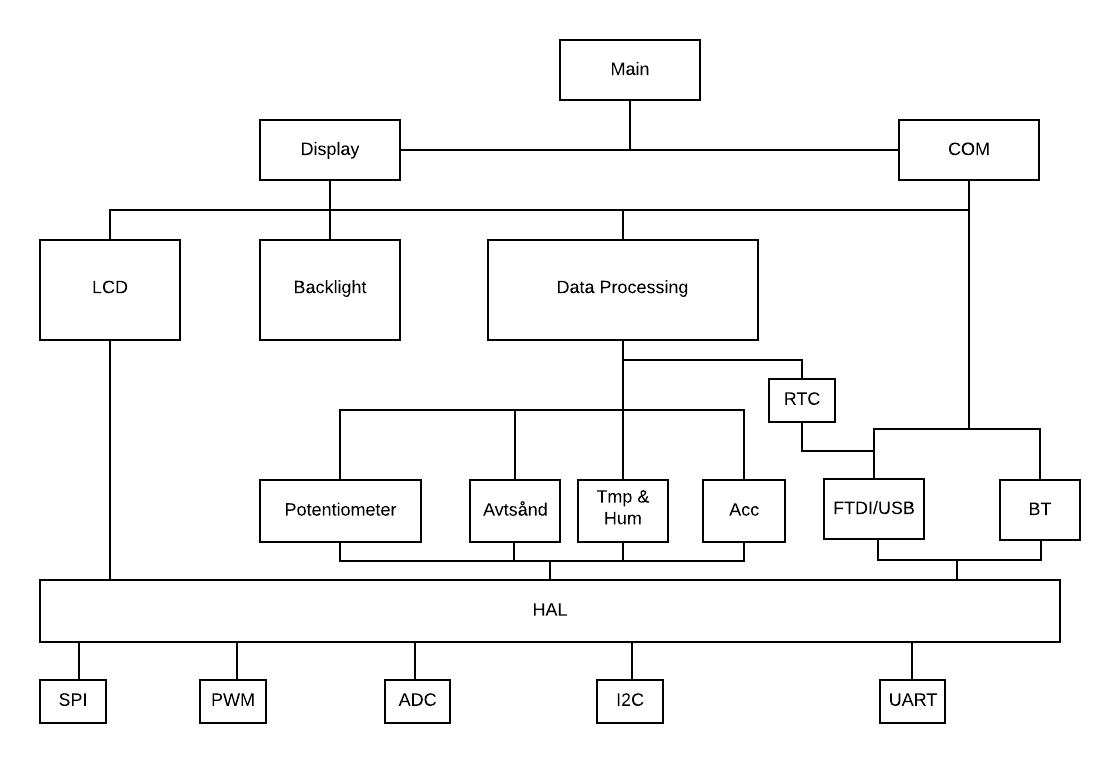 Main
Display
COM
LCD
Backlight
Data Processing
RTC
Potentiometer
Avtsånd
Tmp &
Hum
Acc
FTDI/USB
BT
HAL
SPI
PWM
ADC
I2C
UART